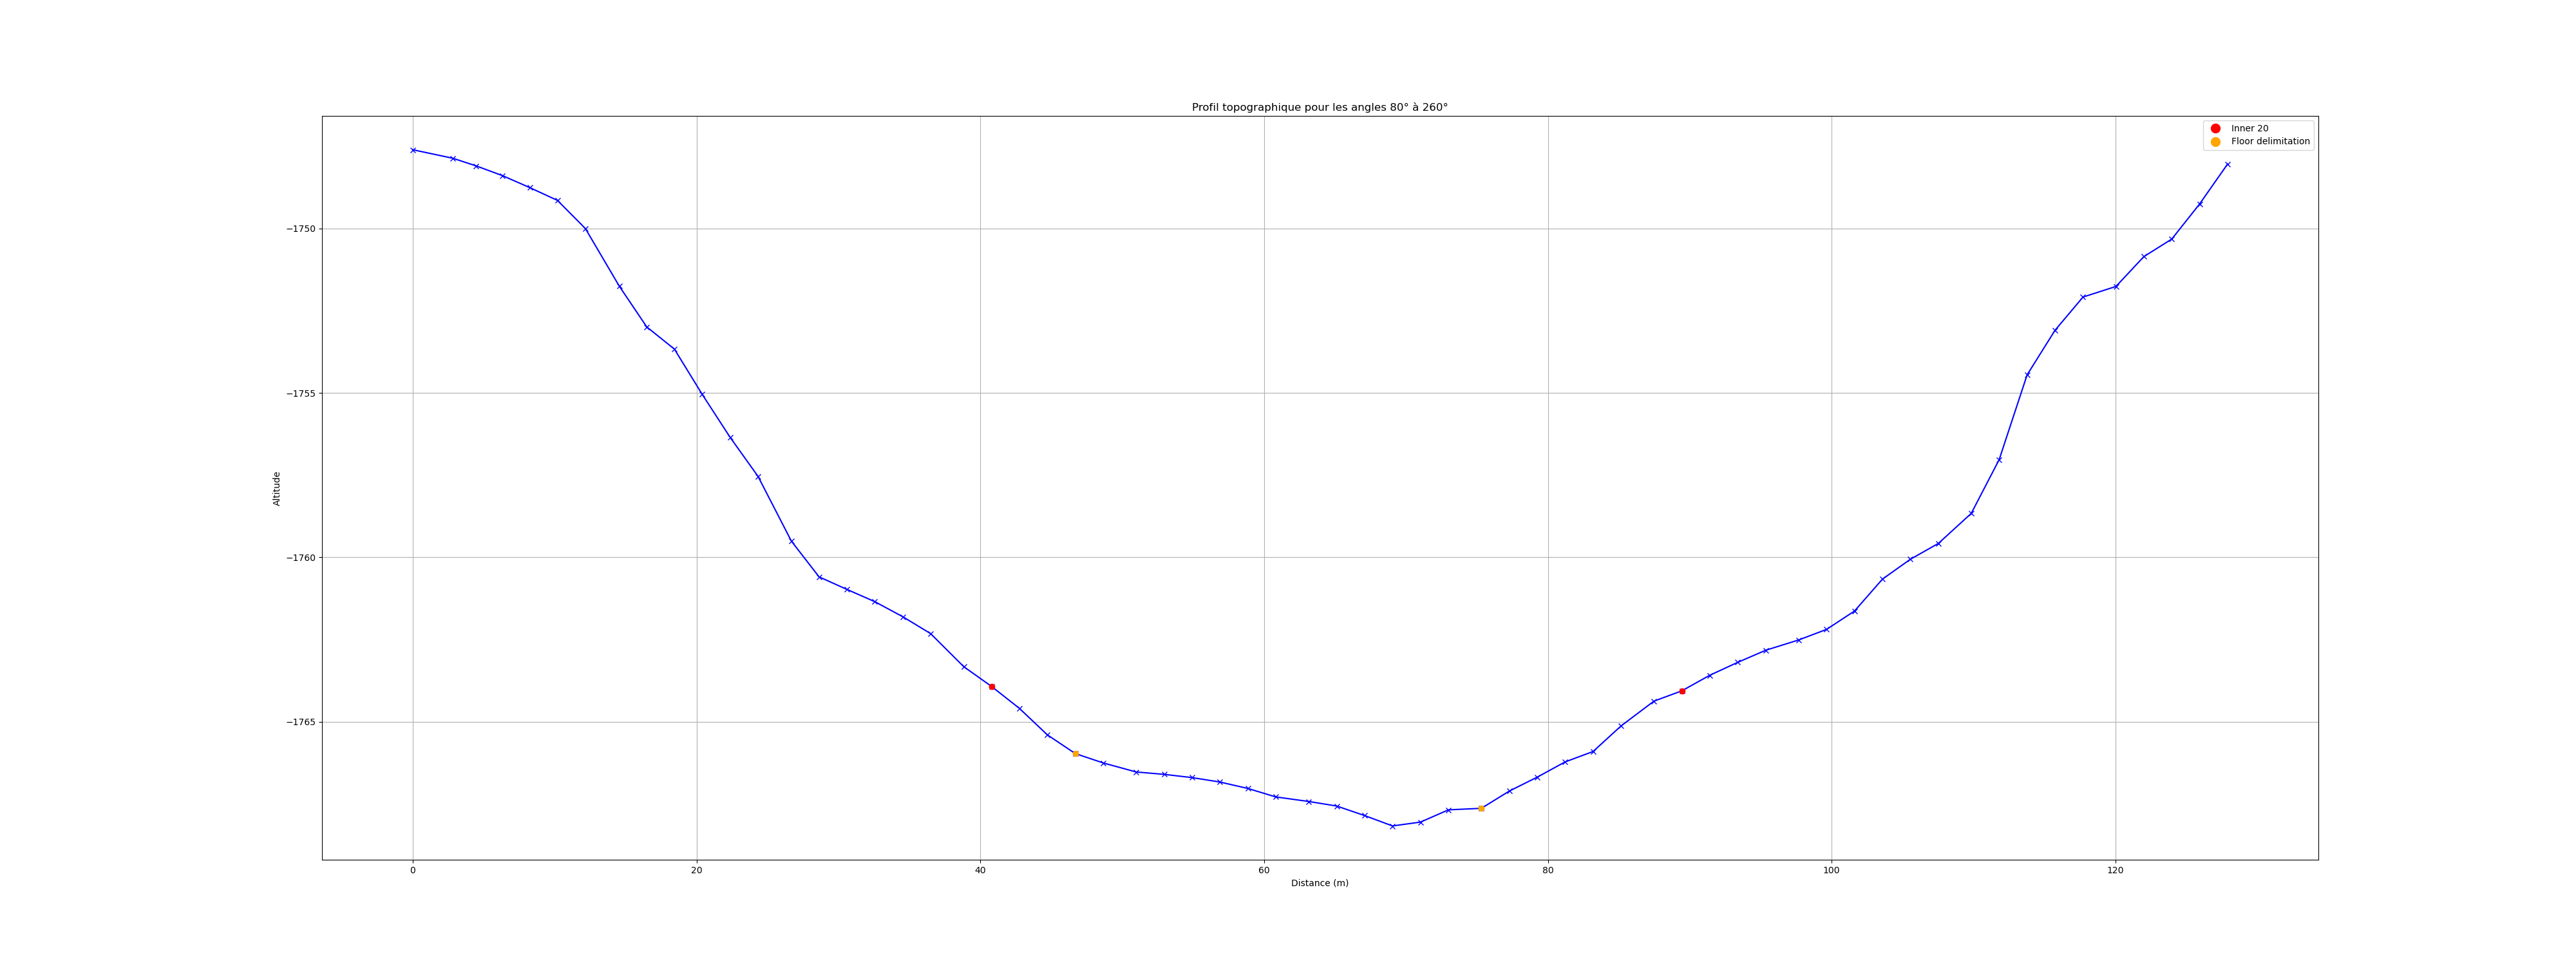 Profil topographique pour les angles 80° à 260°
Inner 20
Floor delimitation
Altitude
−1750
−1755
−1760
−1765
0 20 40 60 80 100 120
Distance (m)